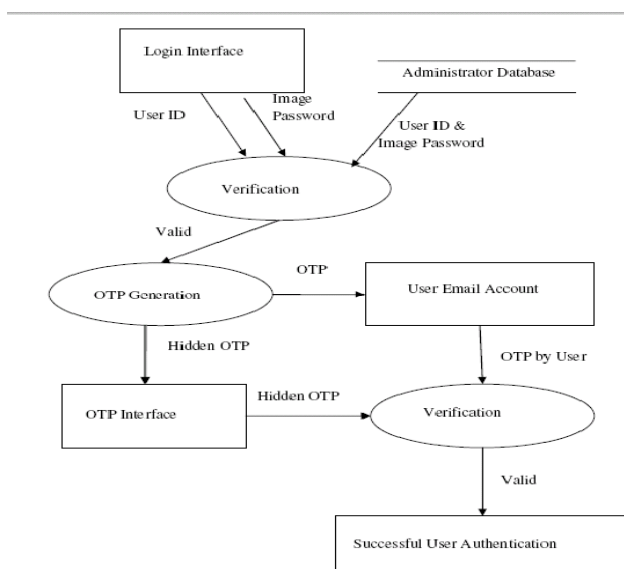 Login Interface
Administrator Database
User ID
Image
Password
User ID &
Image Password
Verification
Valid
OTP Generation
OTP
User Email Account
Hidden OTP
OTP by User
OTP Interface
Hidden OTP
Verification
Valid
Successful User Authentication